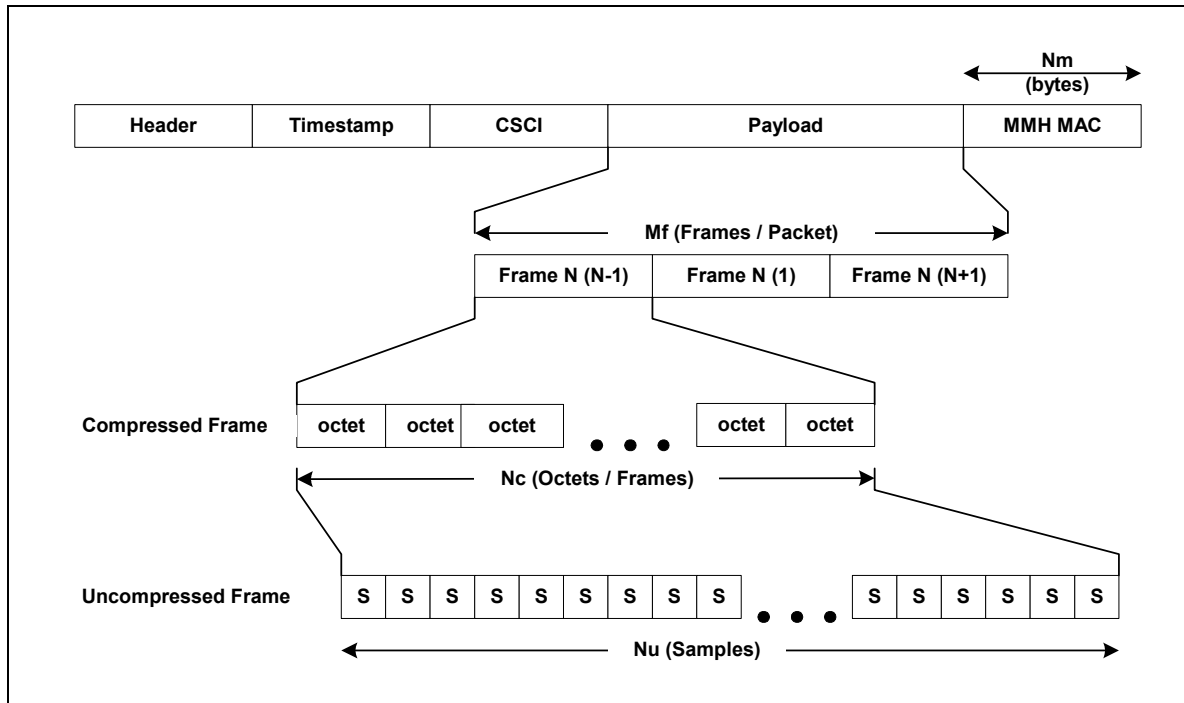 Nm
(bytes)
Header Timestamp CSCI Payload MMH MAC
Mf (Frames / Packet)
Frame N (N-1) Frame N (1) Frame N (N+1)
Compressed Frame octet octet octet octet octet
Nc (Octets / Frames)
Uncompressed Frame S S S S S S S S S S S S S S S
Nu (Samples)